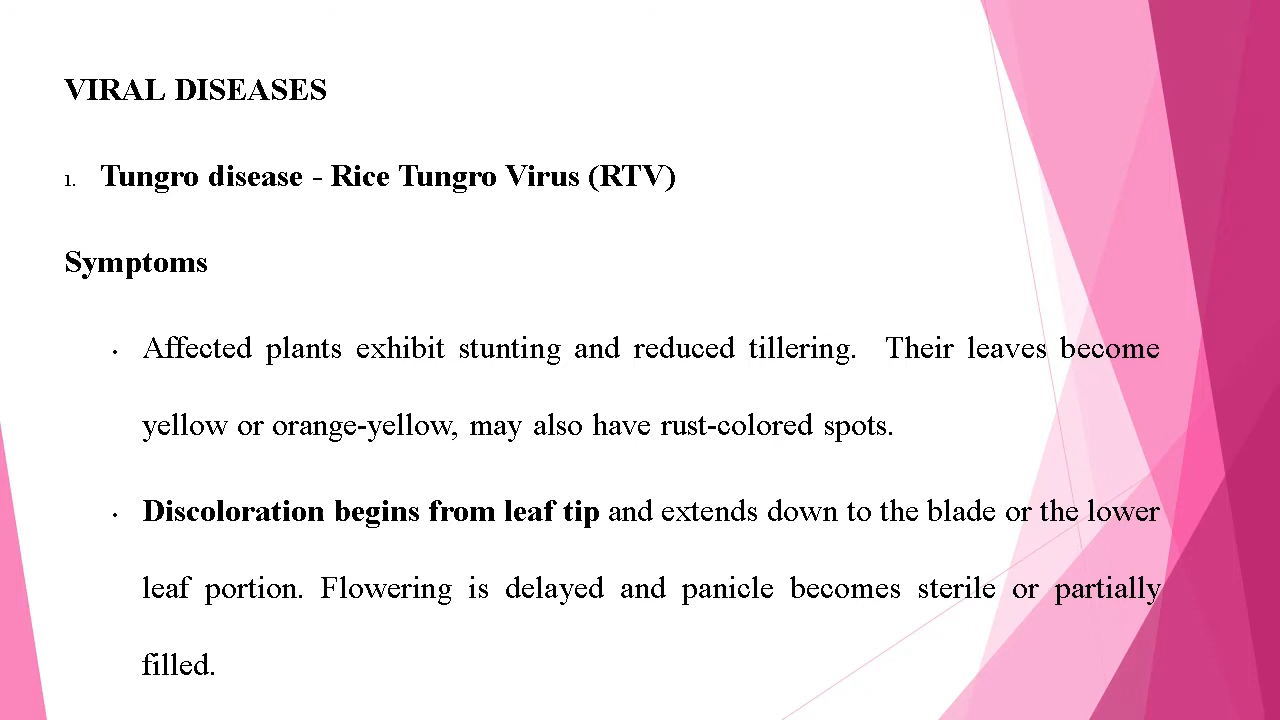 VIRAL DISEASES
1. Tungro disease - Rice Tungro Virus (RTV)
Symptoms
• Affected plants exhibit stunting and reduced tillering. Their leaves become
yellow or orange-yellow, may also have rust-colored spots.
• Discoloration begins from leaf tip and extends down to the blade or the lower
leaf portion. Flowering is delayed and panicle becomes sterile or partially
filled.